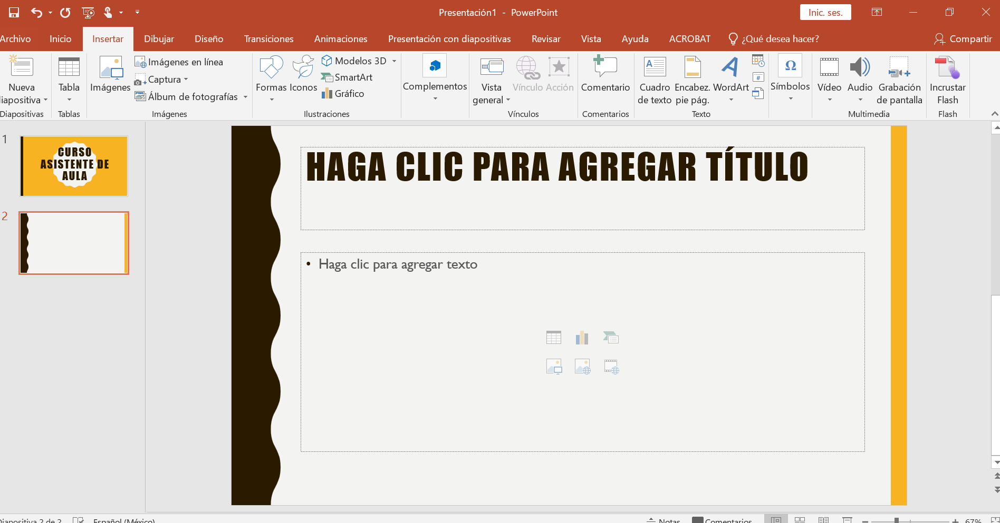 Presentación1 - PowerPoint
Inic. ses.
Archivo Inicio Insertar Dibujar Diseño Transiciones Animaciones Presentación con diapositivas Revisar Vista Ayuda ACROBAT ¿Qué desea hacer? Compartir
Nueva
iapositiva
Diapositivas
Tabla
Tablas
Imágenes
Imágenes en línea
Captura
Álbum de fotografías
Imágenes
Formas
Iconos
Modelos 3D
SmartArt
Gráfico
Ilustraciones
Complementos
Vista
general
Vínculo
Acción
Vínculos
Comentario
Comentarios
A
Cuadro
de texto
Encabez.
pie pág.
A
WordArt
#
Texto
Ω
Símbolos
Vídeo
Audio
Grabación
de pantalla
Multimedia
Incrustar
Flash
Flash
1
CURSO
ASISTENTE DE
AULA
2
HAGA CLIC PARA AGREGAR TÍTULO
• Haga clic para agregar texto
Diapositiva 2 de 2
Español (México)
Notas
Comentarios
67%